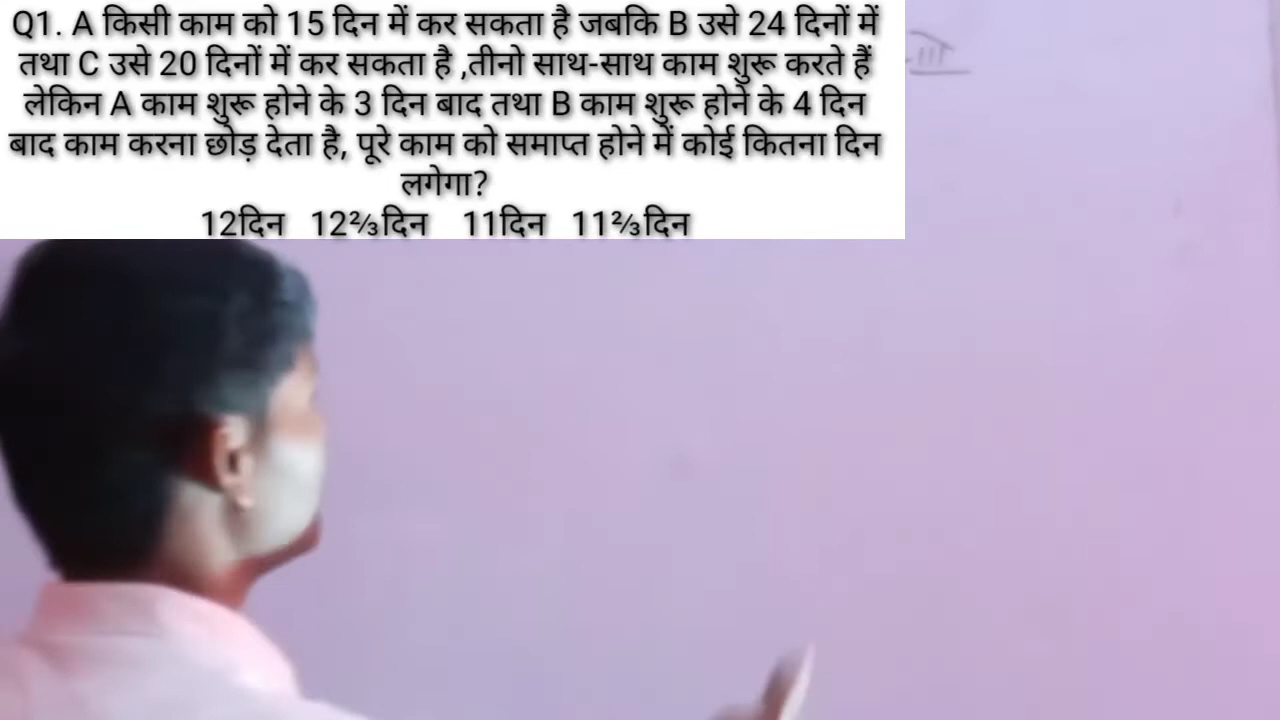 Q1. A किसी काम को 15 दिन में कर सकता है जबकि B उसे 24 दिनों में
तथा C उसे 20 दिनों में कर सकता है ,तीनो साथ-साथ काम शुरू करते हैं
लेकिन A काम शुरू होने के 3 दिन बाद तथा B काम शुरू होने के 4 दिन
बाद काम करना छोड़ देता है, पूरे काम को समाप्त होने में कोई कितना दिन
लगेगा?
12दिन 12⅔दिन 11दिन 11⅔दिन